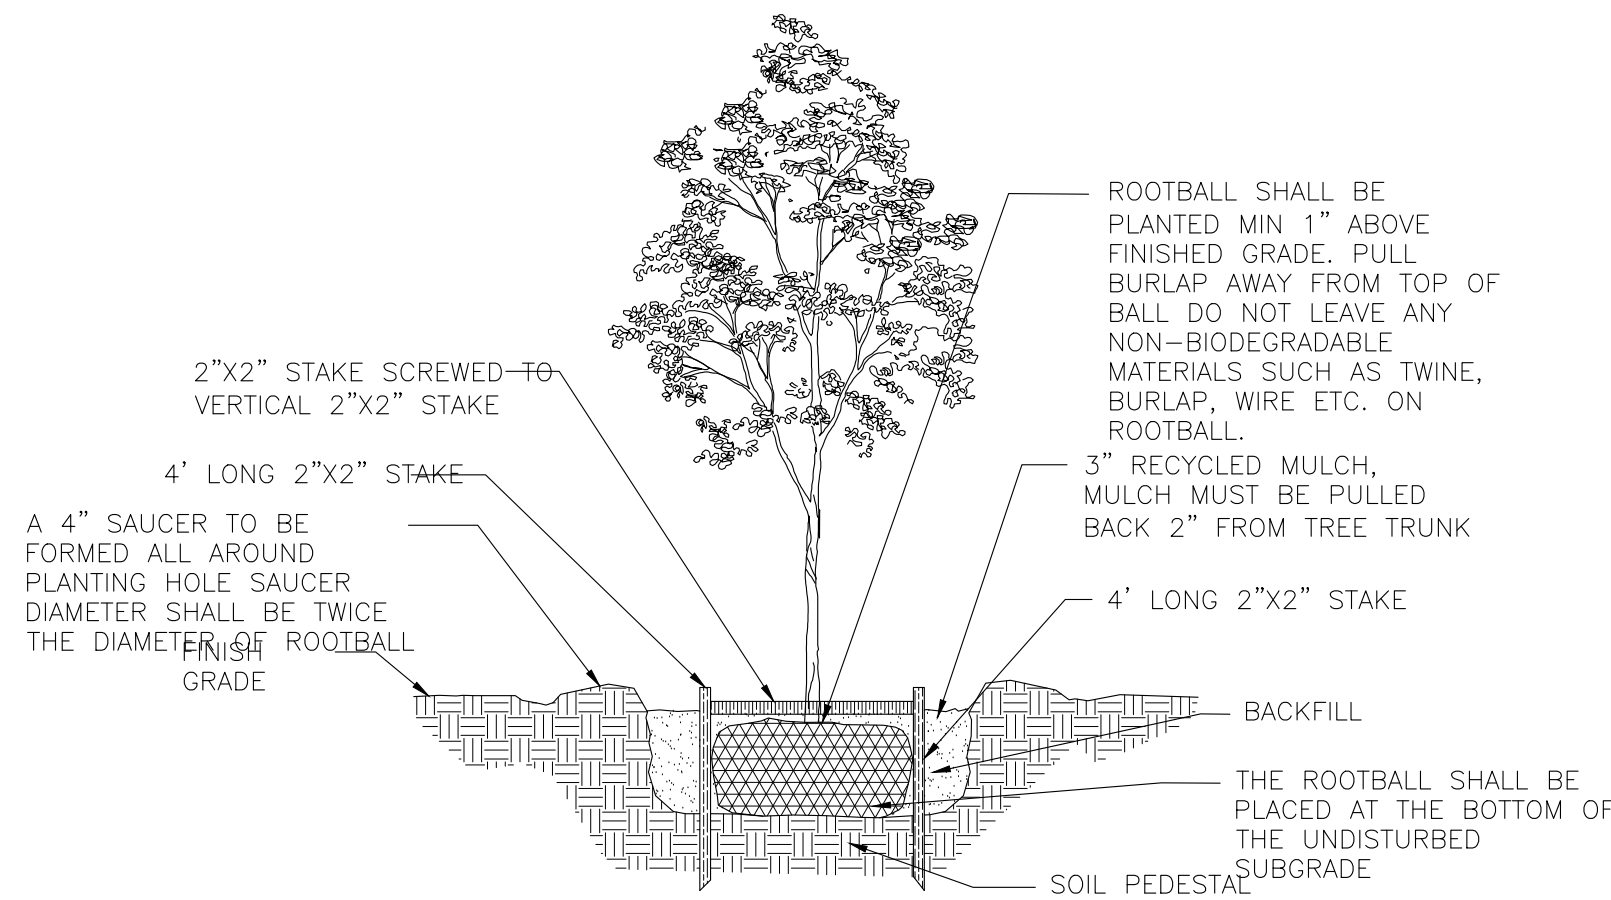 ROOTBALL SHALL BE
PLANTED MIN 1” ABOVE
FINISHED GRADE. PULL
BURLAP AWAY FROM TOP OF
BALL DO NOT LEAVE ANY
NON-BIODEGRADABLE
MATERIALS SUCH AS TWINE,
BURLAP, WIRE ETC. ON
ROOTBALL.
2”X2” STAKE SCREWED TO
VERTICAL 2”X2” STAKE
4’ LONG 2”X2” STAKE
3” RECYCLED MULCH,
MULCH MUST BE PULLED
BACK 2” FROM TREE TRUNK
A 4” SAUCER TO BE
FORMED ALL AROUND
PLANTING HOLE SAUCER
DIAMETER SHALL BE TWICE
THE DIAMETER OF ROOTBALL
4’ LONG 2”X2” STAKE
FINISH
GRADE
BACKFILL
THE ROOTBALL SHALL BE
PLACED AT THE BOTTOM OF
THE UNDISTURBED
SUBGRADE
SOIL PEDESTAL